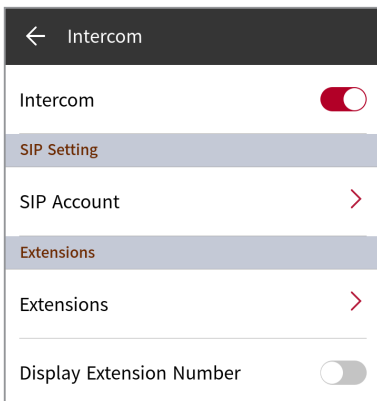 Intercom
Intercom
SIP Setting
SIP Account
Extensions
Extensions
Display Extension Number